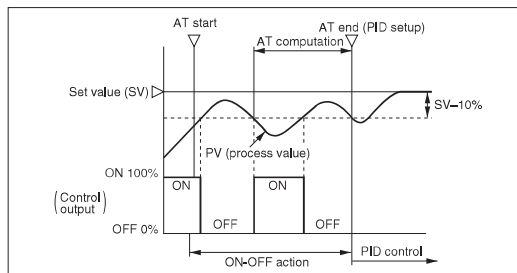 AT start
AT end (PID setup)
AT computation
Set value (SV)
SV–10%
PV (process value)
ON 100%
ON
ON
(Control output)
OFF 0%
OFF
OFF
ON-OFF action
PID control